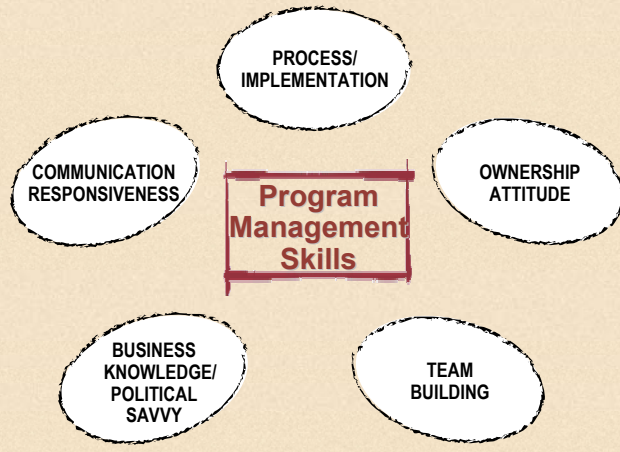 PROCESS/
IMPLEMENTATION
COMMUNICATION
RESPONSIVENESS
OWNERSHIP
ATTITUDE
Program
Management
Skills
BUSINESS
KNOWLEDGE/
POLITICAL
SAVVY
TEAM
BUILDING